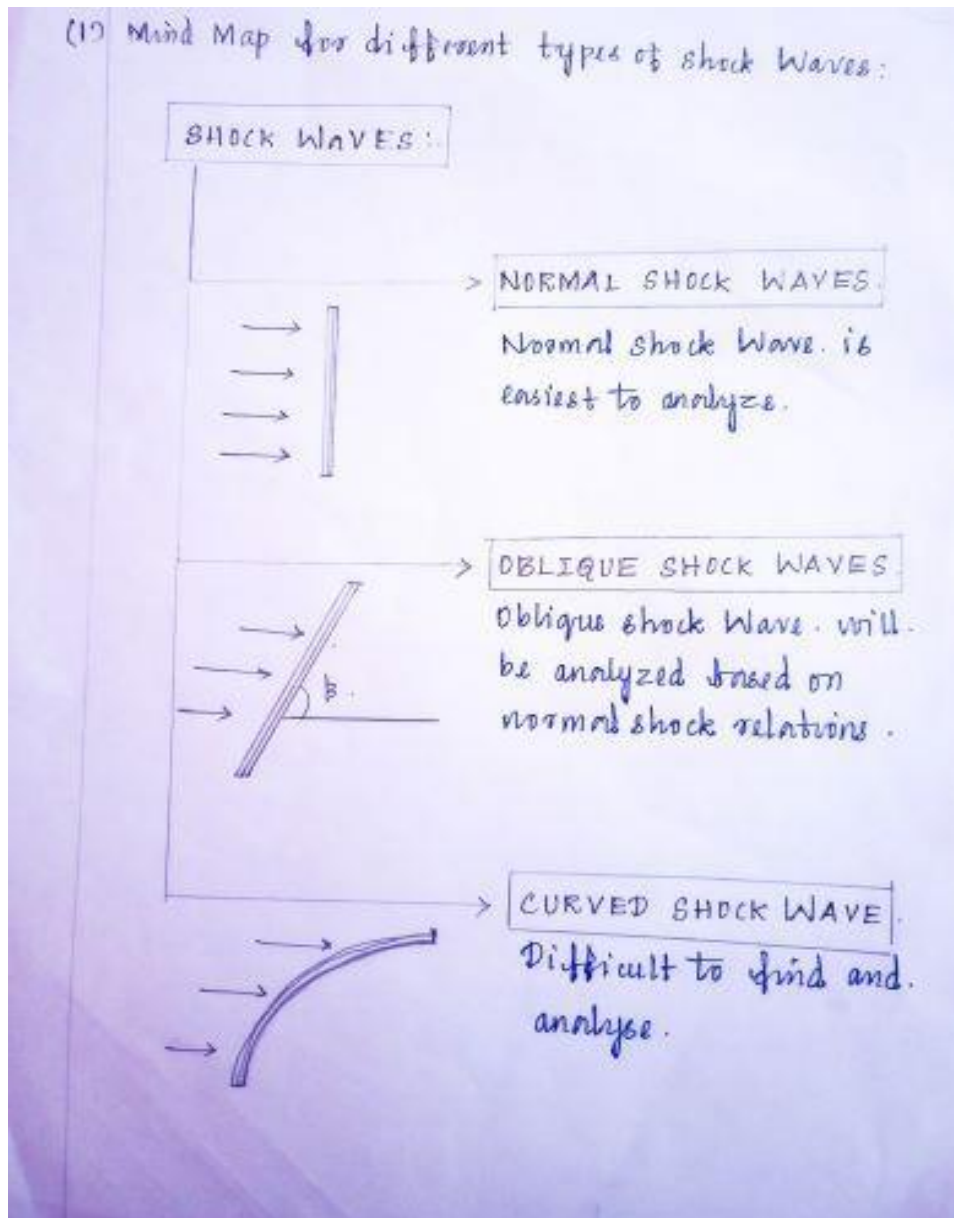 (1) Mind Map for different types of shock Waves:
SHOCK WAVES:
NORMAL SHOCK WAVES.
Normal Shock Wave. is
easiest to analyze.
OBLIQUE SHOCK WAVES.
Oblique shock Wave. will.
be analyzed based on
β.
normal shock relations.
CURVED SHOCK WAVE.
Difficult to find and.
analyse.